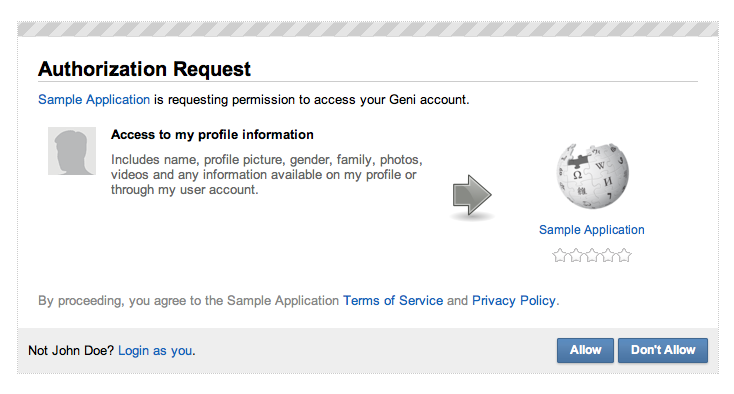 Authorization Request
Sample Application is requesting permission to access your Geni account.
Access to my profile information
Includes name, profile picture, gender, family, photos,
videos and any information available on my profile or
through my user account.
Ω W И
Sample Application
By proceeding, you agree to the Sample Application Terms of Service and Privacy Policy.
Not John Doe? Login as you.
Allow
Don't Allow